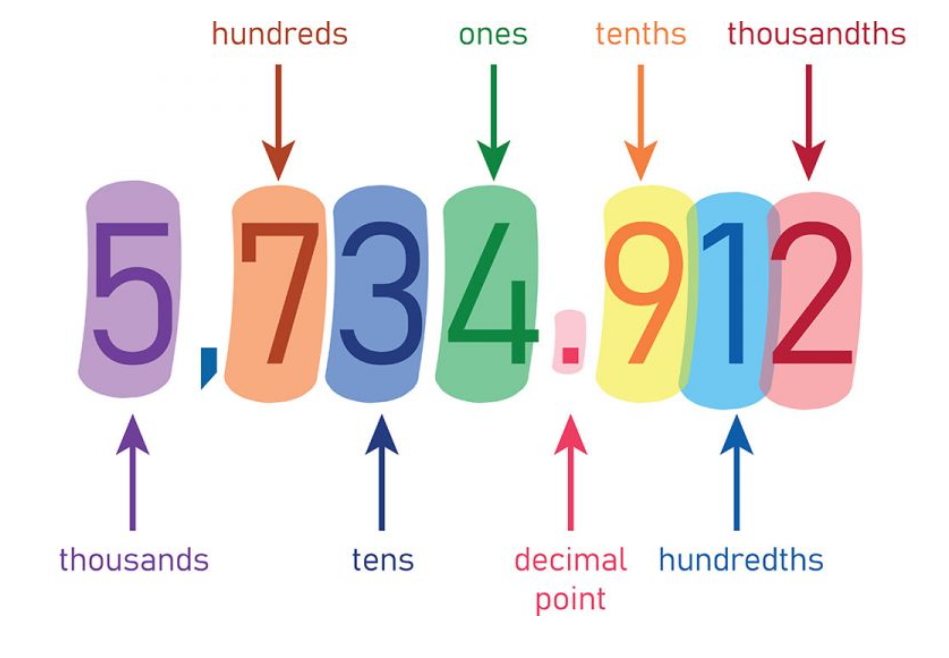 hundreds ones tenths thousandths
5,734.912
thousands tens decimal hundredths
point